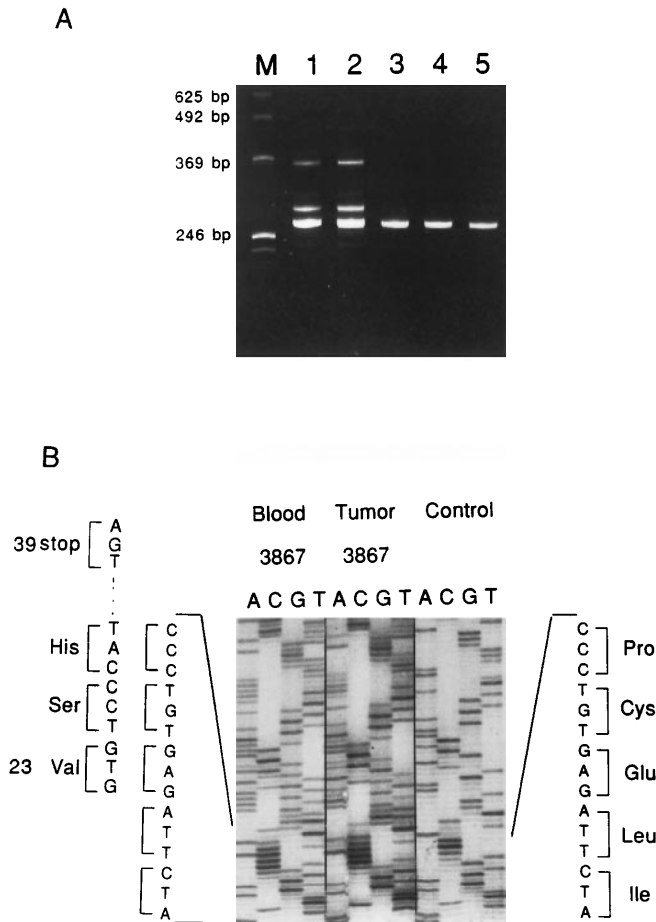 A
M 1 2 3 4 5
625 bp
492 bp
369 bp
246 bp
B
Blood Tumor Control
3867 3867
A C G T A C G T A C G T
A
39 stop G
T
T C C
His A C C Pro
C C C
C T T
Ser C G G Cys
T T T
G G G
23 Val T A A Glu
G G G
A A
T T Leu
T T
C C
T T Ile
A A